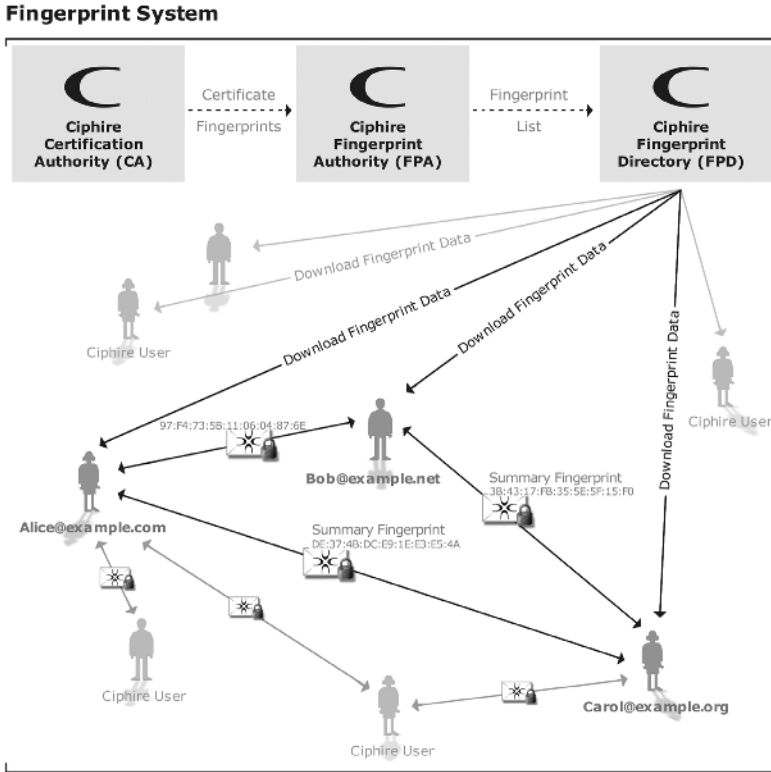 Fingerprint System
Ciphire
Certification
Authority (CA)
Certificate
Fingerprints
Ciphire
Fingerprint
Authority (FPA)
Fingerprint
List
Ciphire
Fingerprint
Directory (FPD)
Download Fingerprint Data
Download Fingerprint Data
Download Fingerprint Data
Download Fingerprint Data
Ciphire User
Ciphire User
97:F4:73:5B:11:06:04:87:6E
Bob@example.net
Summary Fingerprint
3B:43:17:FB:35:5E:5F:15:F0
Alice@example.com
Summary Fingerprint
DE:37:4B:DC:E9:1E:E3:E5:4A
Ciphire User
Carol@example.org
Ciphire User